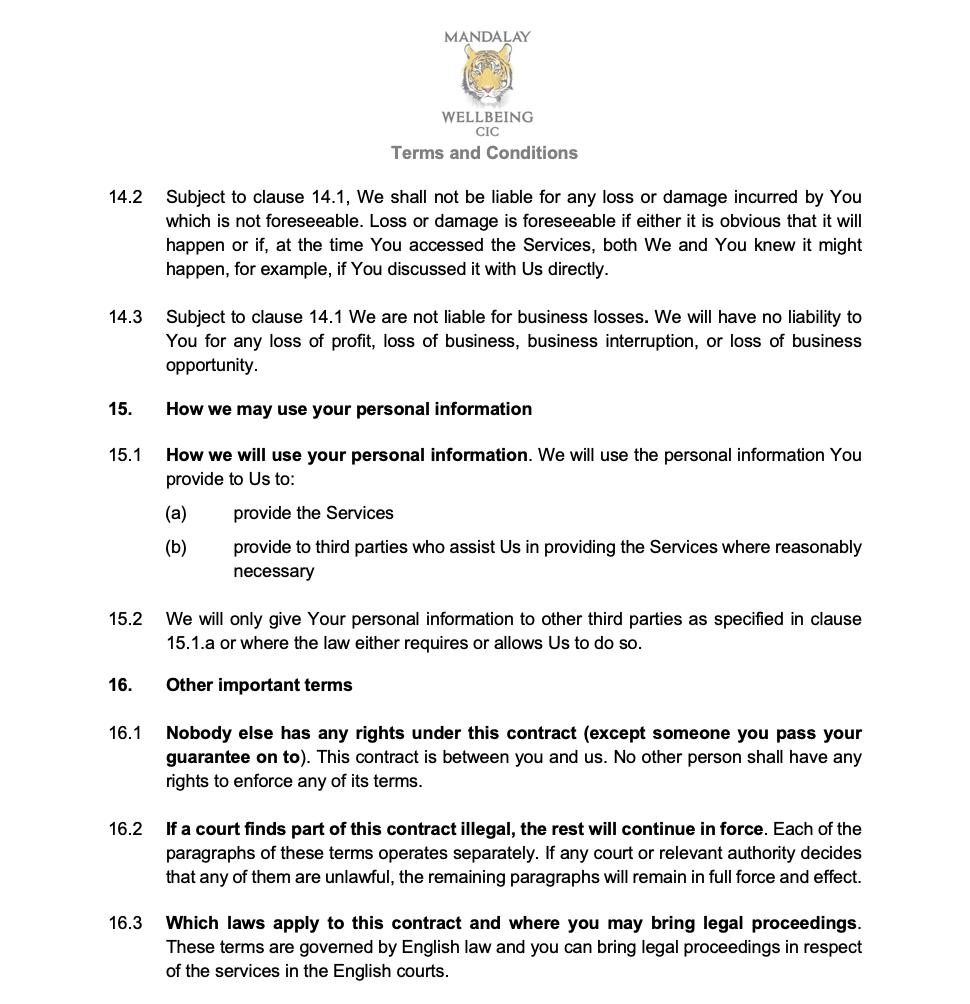 MANDALAY
WELLBEING
CIC
Terms and Conditions
14.2 Subject to clause 14.1, We shall not be liable for any loss or damage incurred by You
which is not foreseeable. Loss or damage is foreseeable if either it is obvious that it will
happen or if, at the time You accessed the Services, both We and You knew it might
happen, for example, if You discussed it with Us directly.
14.3 Subject to clause 14.1 We are not liable for business losses. We will have no liability to
You for any loss of profit, loss of business, business interruption, or loss of business
opportunity.
15. How we may use your personal information
15.1 How we will use your personal information. We will use the personal information You
provide to Us to:
(a) provide the Services
(b) provide to third parties who assist Us in providing the Services where reasonably
necessary
15.2 We will only give Your personal information to other third parties as specified in clause
15.1.a or where the law either requires or allows Us to do so.
16. Other important terms
16.1 Nobody else has any rights under this contract (except someone you pass your
guarantee on to). This contract is between you and us. No other person shall have any
rights to enforce any of its terms.
16.2 If a court finds part of this contract illegal, the rest will continue in force. Each of the
paragraphs of these terms operates separately. If any court or relevant authority decides
that any of them are unlawful, the remaining paragraphs will remain in full force and effect.
16.3 Which laws apply to this contract and where you may bring legal proceedings.
These terms are governed by English law and you can bring legal proceedings in respect
of the services in the English courts.